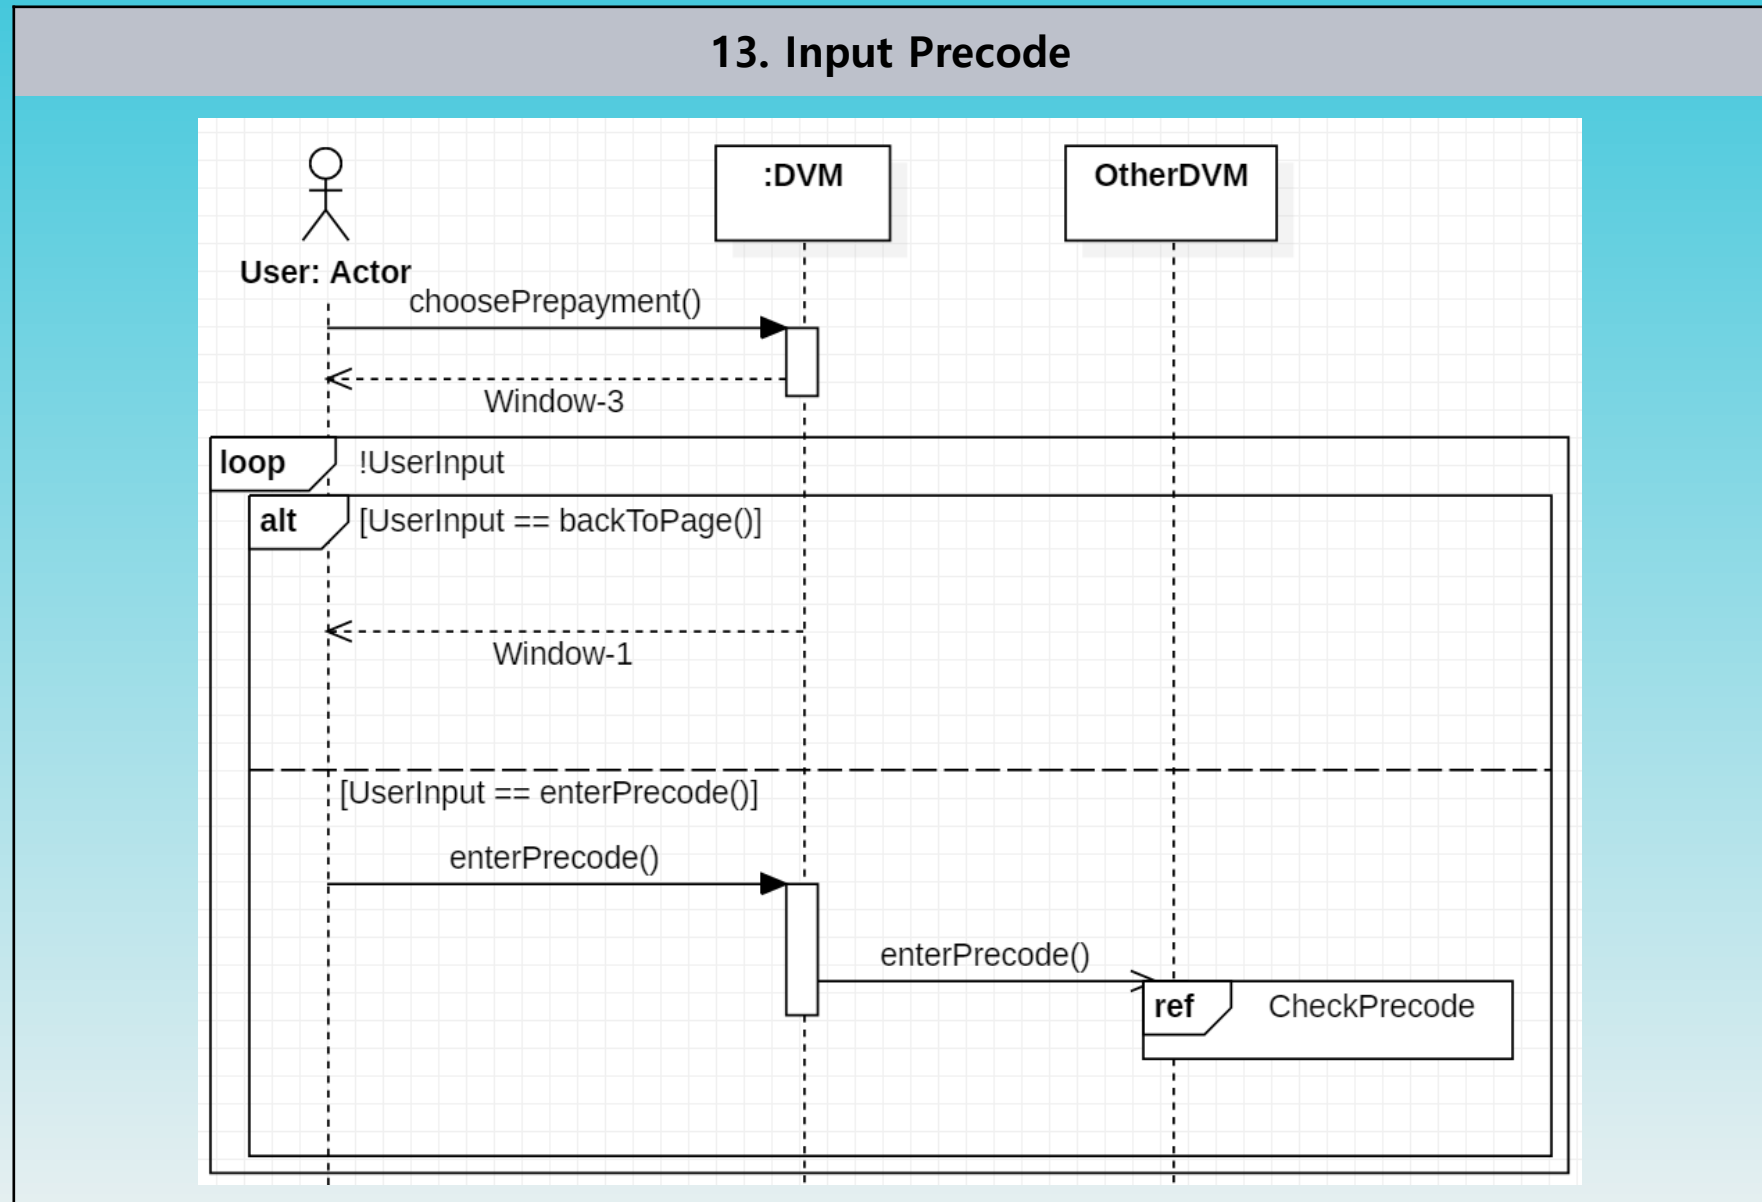 13. Input Precode
:DVM
OtherDVM
User: Actor
choosePrepayment()
Window-3
loop !UserInput
alt [UserInput == backToPage()]
Window-1
[UserInput == enterPrecode()]
enterPrecode()
enterPrecode()
ref CheckPrecode